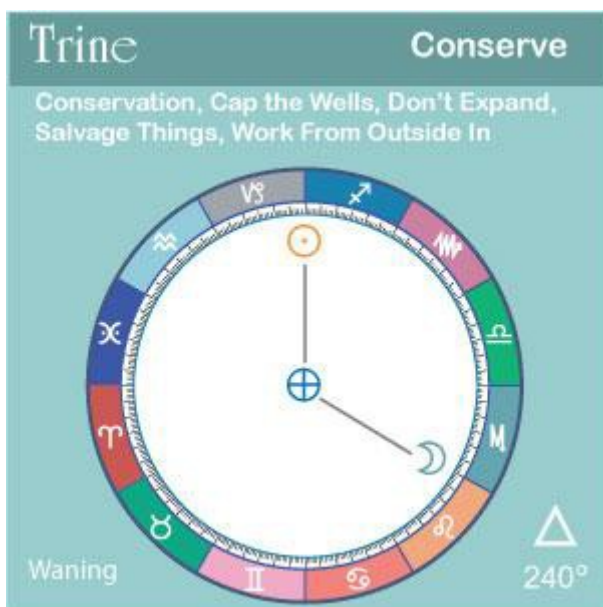 Trine Conserve
Conservation, Cap the Wells, Don't Expand,
Salvage Things, Work From Outside In
Waning
240°